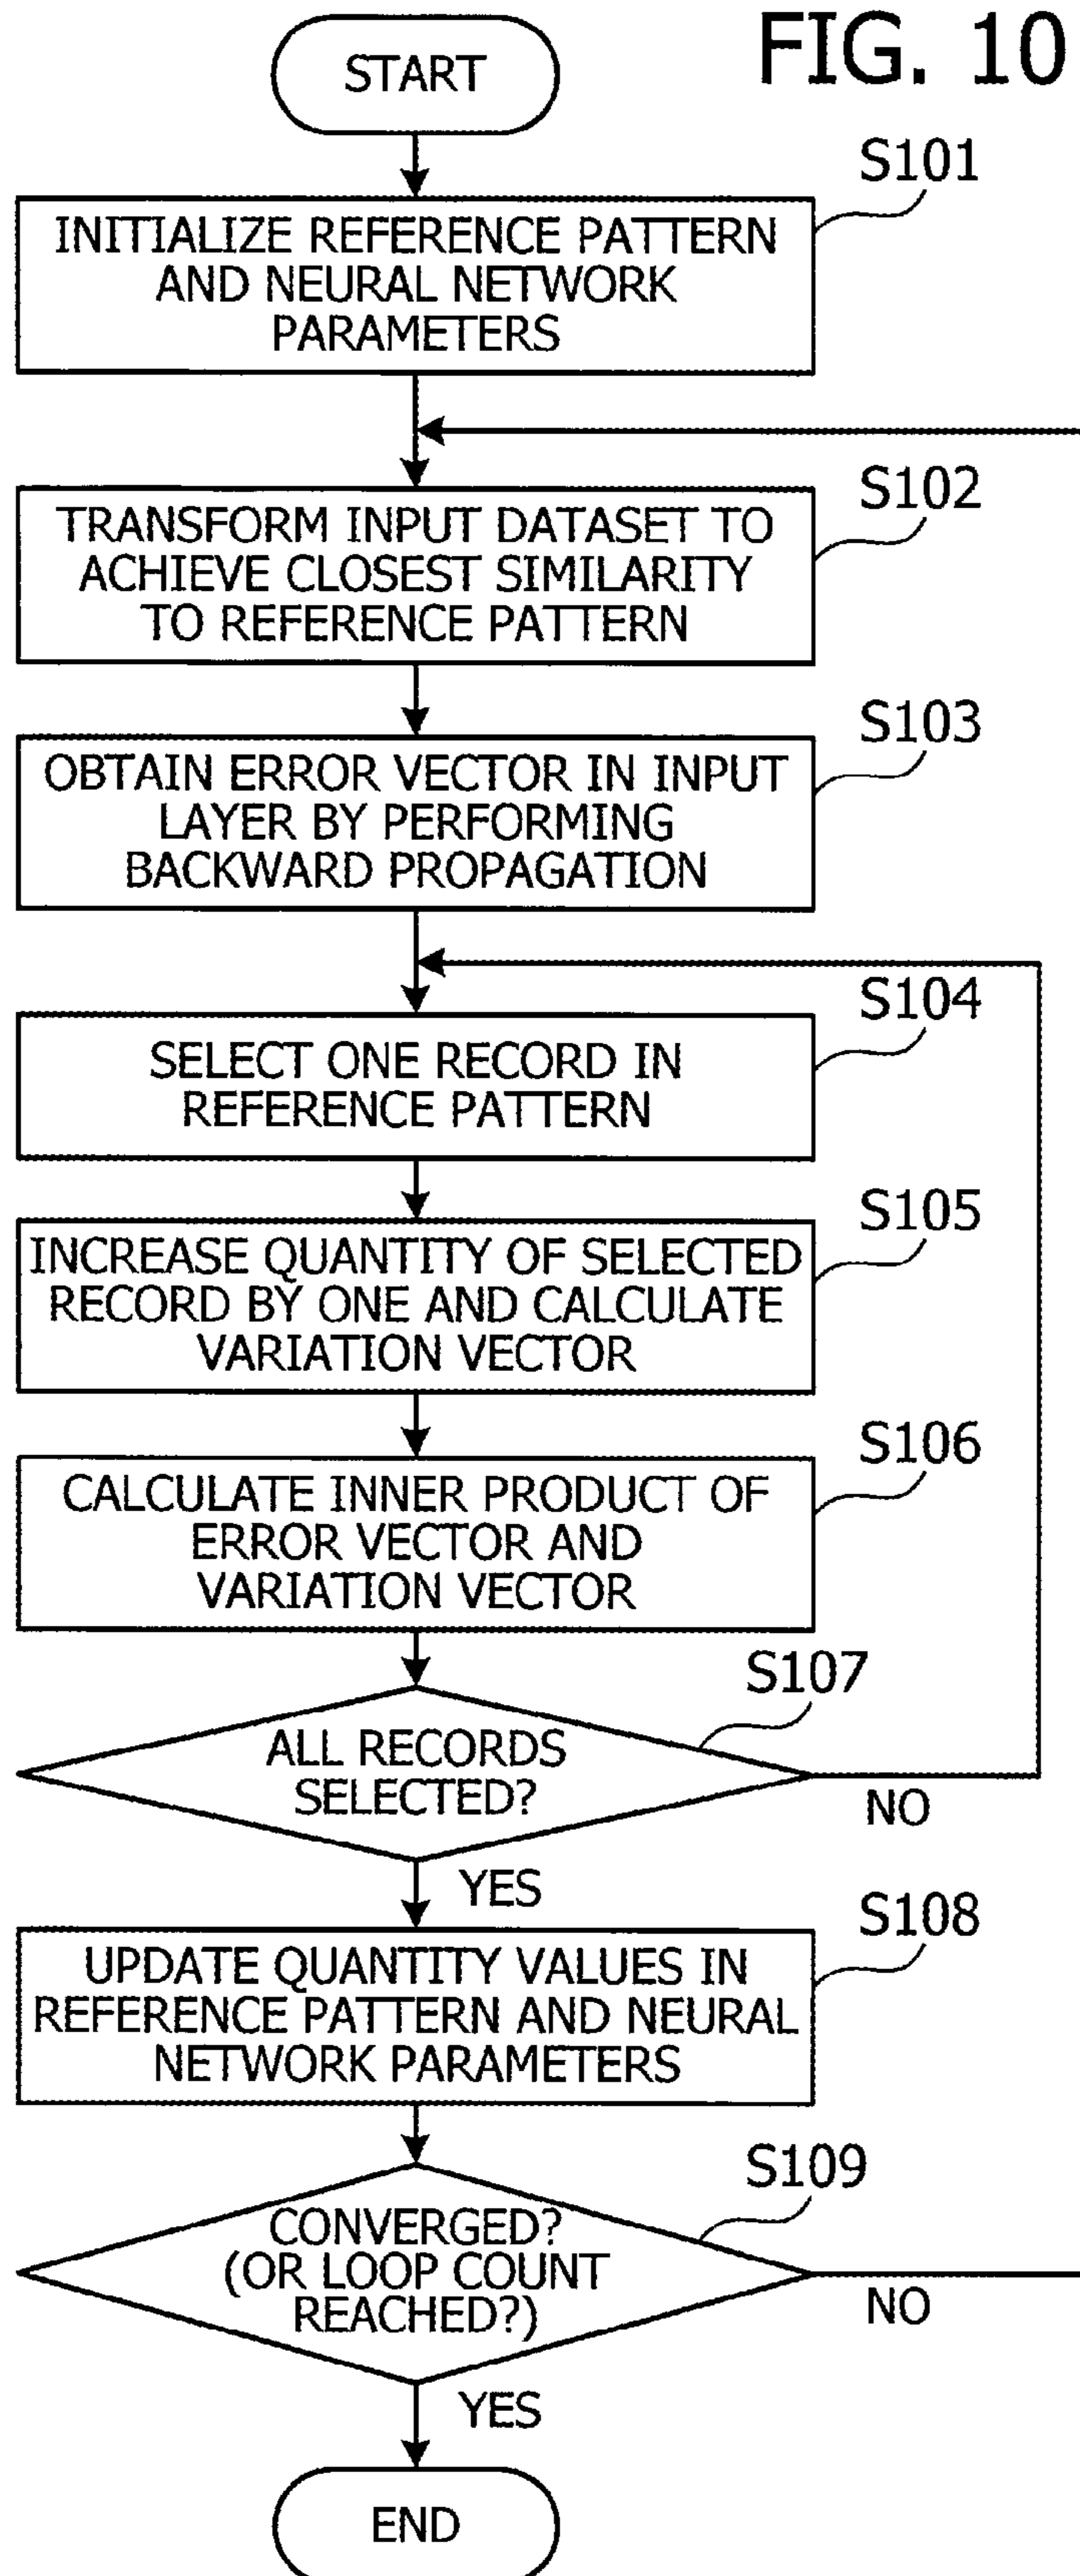 FIG. 10
START
S101
INITIALIZE REFERENCE PATTERN
AND NEURAL NETWORK
PARAMETERS
S102
TRANSFORM INPUT DATASET TO
ACHIEVE CLOSEST SIMILARITY
TO REFERENCE PATTERN
S103
OBTAIN ERROR VECTOR IN INPUT
LAYER BY PERFORMING
BACKWARD PROPAGATION
S104
SELECT ONE RECORD IN
REFERENCE PATTERN
S105
INCREASE QUANTITY OF SELECTED
RECORD BY ONE AND CALCULATE
VARIATION VECTOR
S106
CALCULATE INNER PRODUCT OF
ERROR VECTOR AND
VARIATION VECTOR
S107
ALL RECORDS
SELECTED?
NO
YES
S108
UPDATE QUANTITY VALUES IN
REFERENCE PATTERN AND NEURAL
NETWORK PARAMETERS
S109
CONVERGED?
(OR LOOP COUNT
REACHED?)
NO
YES
END